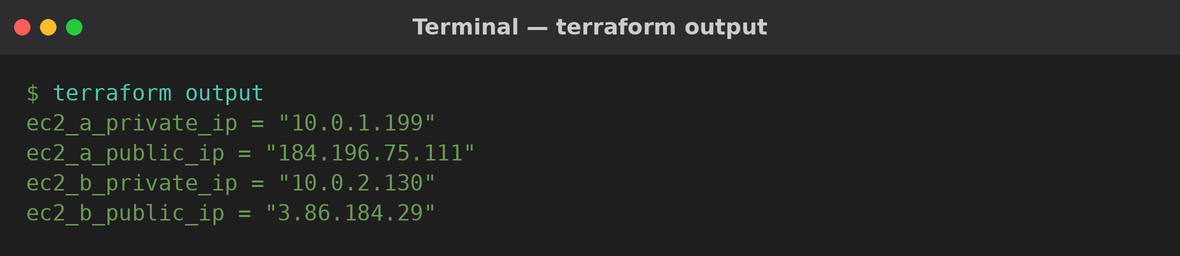 Terminal — terraform output
$ terraform output
ec2_a_private_ip = "10.0.1.199"
ec2_a_public_ip = "184.196.75.111"
ec2_b_private_ip = "10.0.2.130"
ec2_b_public_ip = "3.86.184.29"